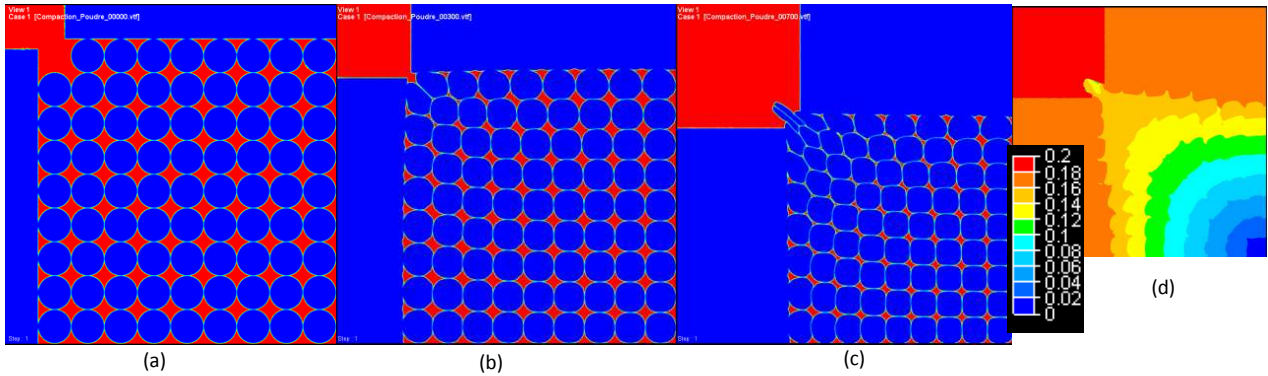 View 1
Case 1 [Compaction_Poudre_00000.vtf]
Step : 1
(a)
View 1
Case 1 [Compaction_Poudre_00300.vtf]
Step : 1
(b)
View 1
Case 1 [Compaction_Poudre_00700.vtf]
Step : 1
(c)
0.2
0.18
0.16
0.14
0.12
0.1
0.08
0.06
0.04
0.02
0
(d)